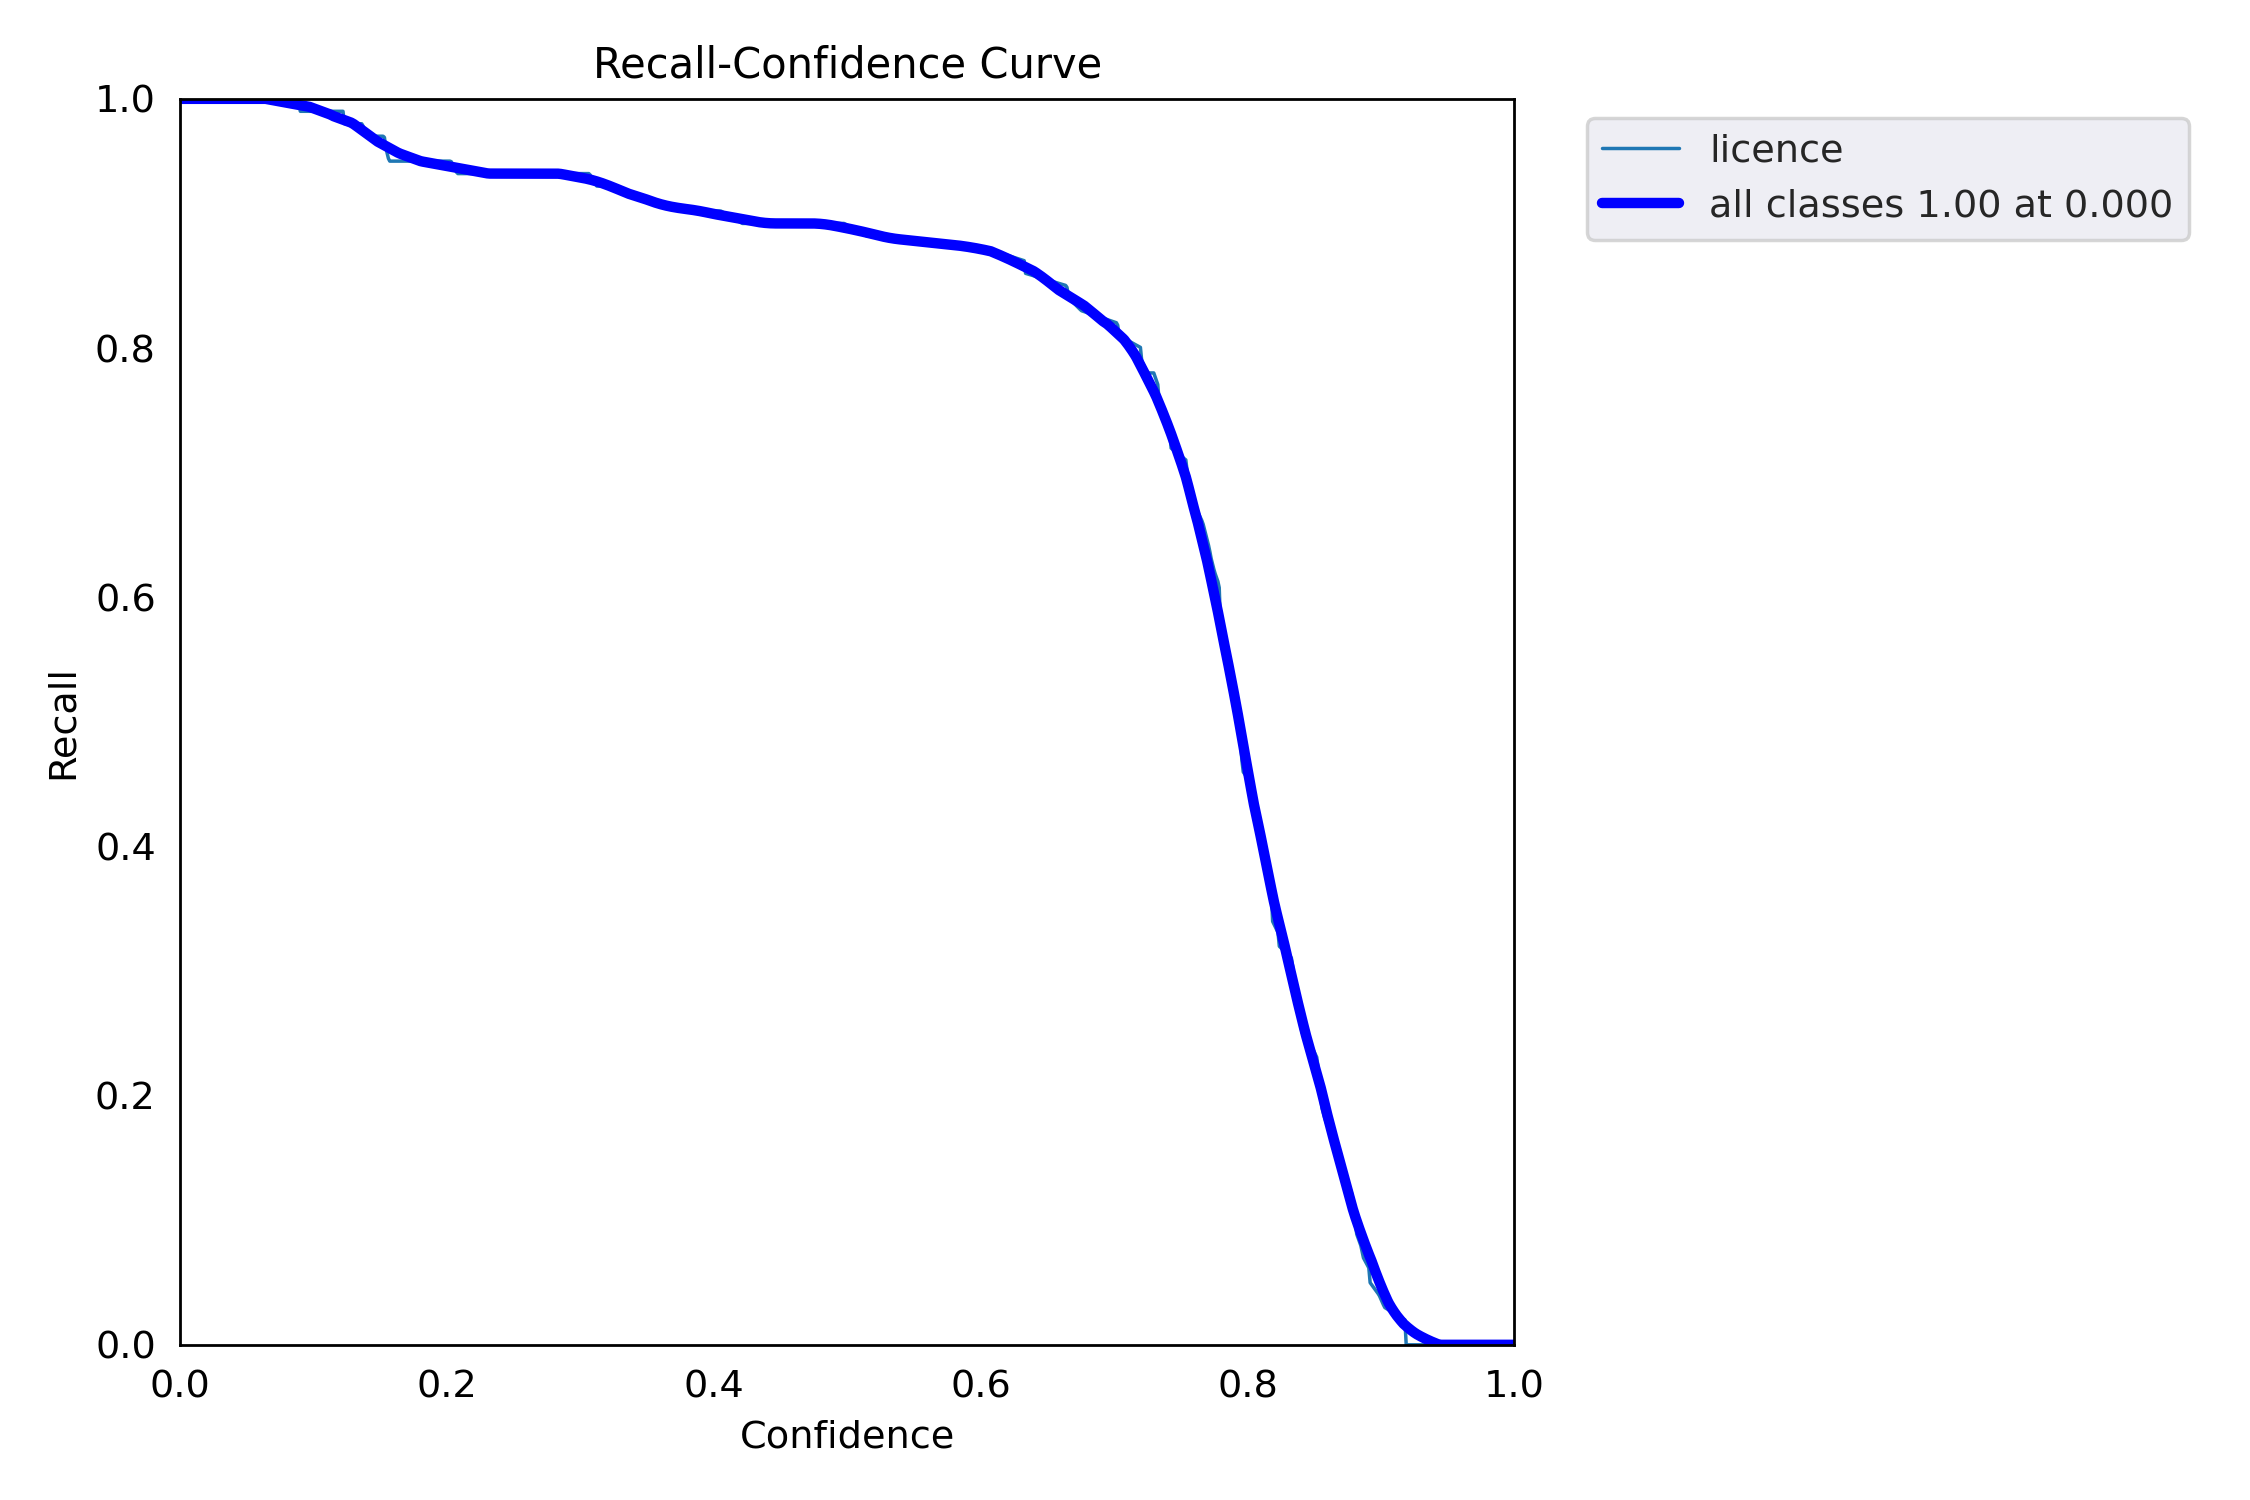 Recall-Confidence Curve
1.0
0.8
0.6
0.4
0.2
0.0
Recall
0.0 0.2 0.4 0.6 0.8 1.0
Confidence
licence
all classes 1.00 at 0.000